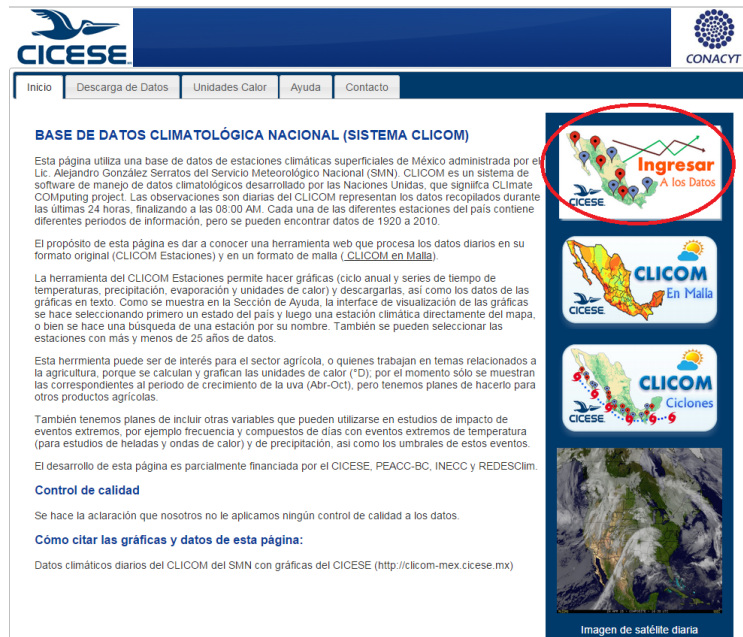 CICESE
CONACYT
Inicio
Descarga de Datos
Unidades Calor
Ayuda
Contacto
BASE DE DATOS CLIMATOLÓGICA NACIONAL (SISTEMA CLICOM)
Esta página utiliza una base de datos de estaciones climáticas superficiales de México administrada por el
Lic. Alejandro González Serratos del Servicio Meteorológico Nacional (SMN). CLICOM es un sistema de
software de manejo de datos climatológicos desarrollado por las Naciones Unidas, que signiifca CLImate
COMputing project. Las observaciones son diarias del CLICOM representan los datos recopilados durante
las últimas 24 horas, finalizando a las 08:00 AM. Cada una de las diferentes estaciones del país contiene
diferentes periodos de información, pero se pueden encontrar datos de 1920 a 2010.
El propósito de esta página es dar a conocer una herramienta web que procesa los datos diarios en su
formato original (CLICOM Estaciones) y en un formato de malla ( CLICOM en Malla).
La herramienta del CLICOM Estaciones permite hacer gráficas (ciclo anual y series de tiempo de
temperaturas, precipitación, evaporación y unidades de calor) y descargarlas, así como los datos de las
gráficas en texto. Como se muestra en la Sección de Ayuda, la interface de visualización de las gráficas
se hace seleccionando primero un estado del país y luego una estación climática directamente del mapa,
o bien se hace una búsqueda de una estación por su nombre. También se pueden seleccionar las
estaciones con más y menos de 25 años de datos.
Esta herrmienta puede ser de interés para el sector agrícola, o quienes trabajan en temas relacionados a
la agricultura, porque se calculan y grafican las unidades de calor (°D); por el momento sólo se muestran
las correspondientes al periodo de crecimiento de la uva (Abr-Oct), pero tenemos planes de hacerlo para
otros productos agrícolas.
También tenemos planes de incluir otras variables que pueden utilizarse en estudios de impacto de
eventos extremos, por ejemplo frecuencia y compuestos de días con eventos extremos de temperatura
(para estudios de heladas y ondas de calor) y de precipitación, asi como los umbrales de estos eventos.
El desarrollo de esta página es parcialmente financiada por el CICESE, PEACC-BC, INECC y REDESClim.
Control de calidad
Se hace la aclaración que nosotros no le aplicamos ningún control de calidad a los datos.
Cómo citar las gráficas y datos de esta página:
Datos climáticos diarios del CLICOM del SMN con gráficas del CICESE (http://clicom-mex.cicese.mx)
Ingresar
A los Datos
CICESE
CLICOM
En Malla
CICESE
CLICOM
Ciclones
CICESE
Imagen de satélite diaria